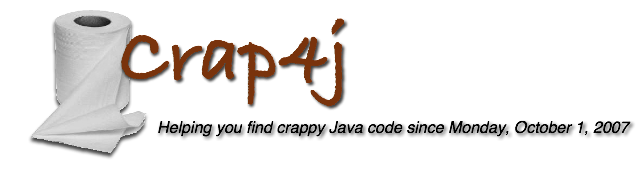 Crap4j
Helping you find crappy Java code since Monday, October 1, 2007